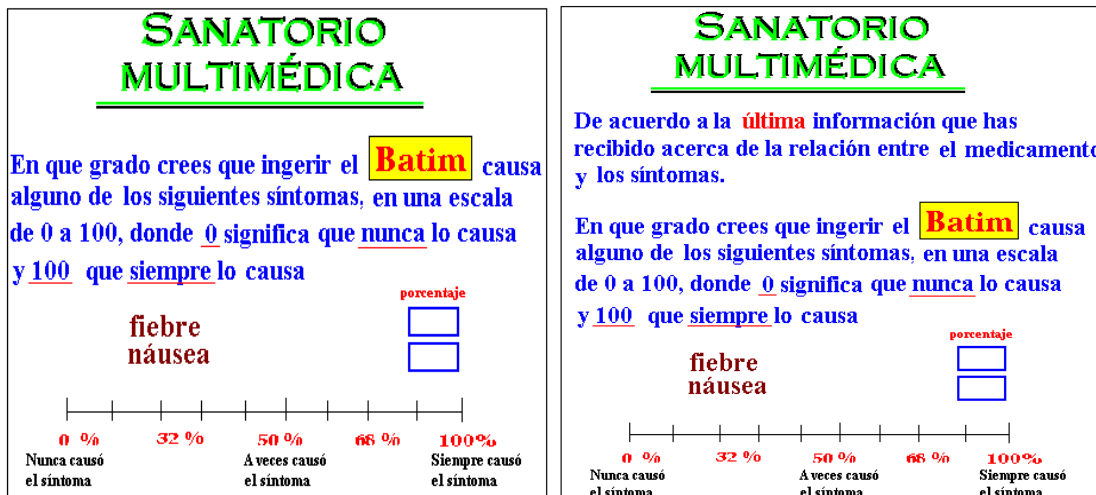 SANATORIO
MULTIMÉDICA
En que grado crees que ingerir el Batim causa
alguno de los siguientes síntomas, en una escala
de 0 a 100, donde 0 significa que nunca lo causa
y 100 que siempre lo causa
porcentaje
fiebre
náusea
0 % 32 % 50 % 68 % 100%
Nunca causó A veces causó Siempre causó
el síntoma el síntoma el síntoma
SANATORIO
MULTIMÉDICA
De acuerdo a la última información que has
recibido acerca de la relación entre el medicamento
y los síntomas.
En que grado crees que ingerir el Batim causa
alguno de los siguientes síntomas, en una escala
de 0 a 100, donde 0 significa que nunca lo causa
y 100 que siempre lo causa
porcentaje
fiebre
náusea
0 % 32 % 50 % 68 % 100%
Nunca causó A veces causó Siempre causó
el síntoma el síntoma el síntoma